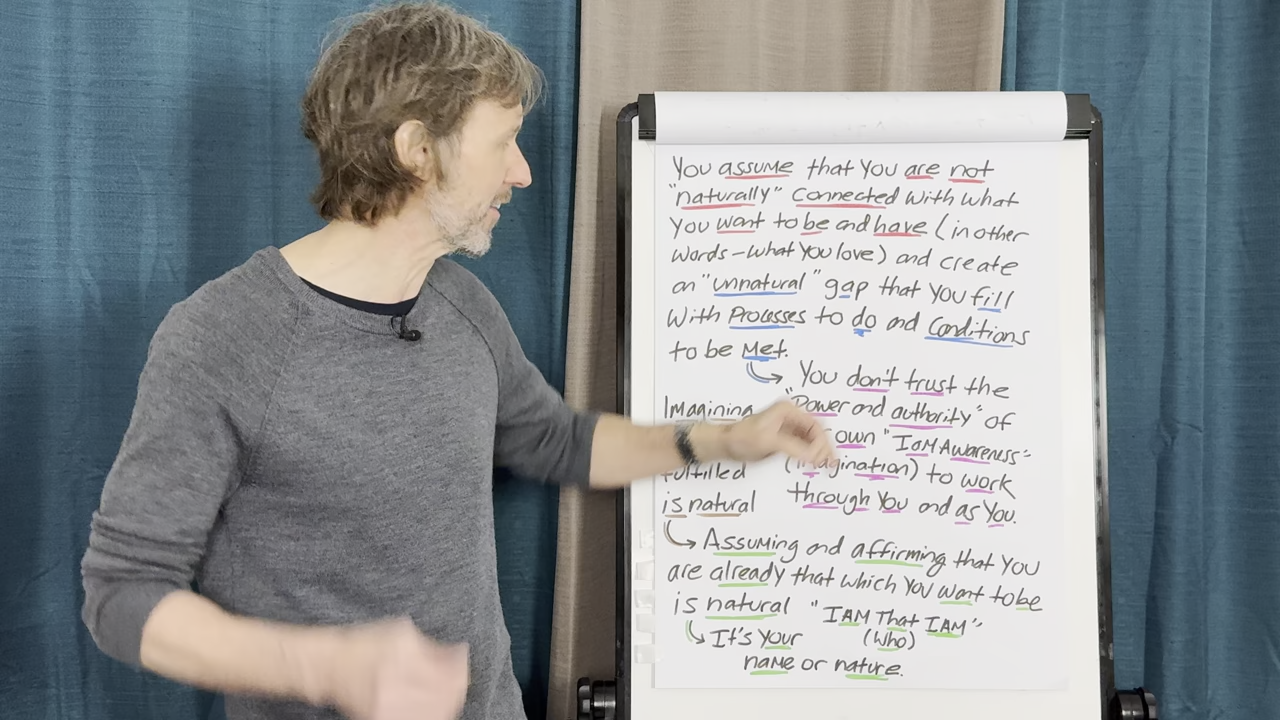 You assume that You are not
"naturally" Connected with what
You want to be and have (in other
words - what You love) and create
an "unnatural" gap that You fill
with Processes to do and Conditions
to be Met.
You don't trust the
"Power and authority" of
own "I am Awareness"
(imagination) to work
through You and as You.
Imagining
fulfilled
is natural
Assuming and affirming that You
are already that which You want to be
is natural "I AM That I AM"
(Who)
It's Your
name or nature.